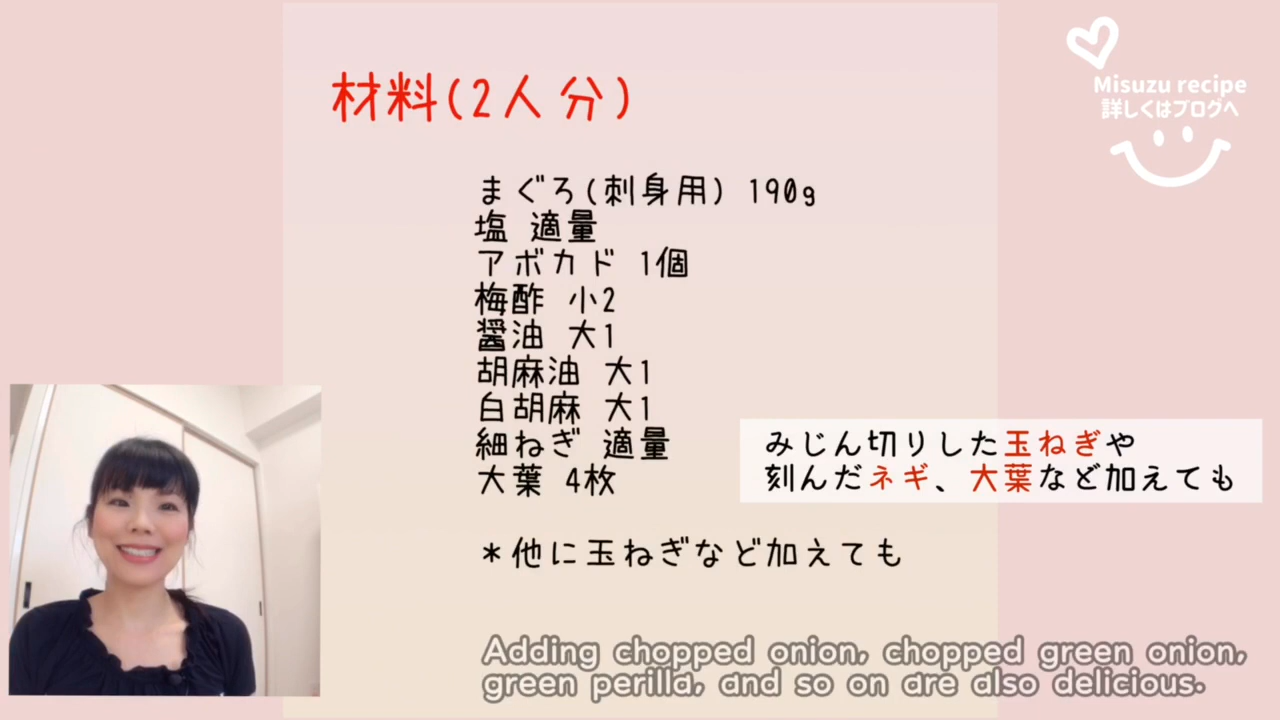 材料(2人分)
Misuzu recipe
詳しくはブログへ
まぐろ(刺身用) 190g
塩 適量
アボカド 1個
梅酢 小2
醤油 大1
胡麻油 大1
白胡麻 大1
細ねぎ 適量
大葉 4枚
みじん切りした玉ねぎや
刻んだネギ、大葉など加えても
*他に玉ねぎなど加えても
Adding chopped onion, chopped green onion,
green perilla, and so on are also delicious.